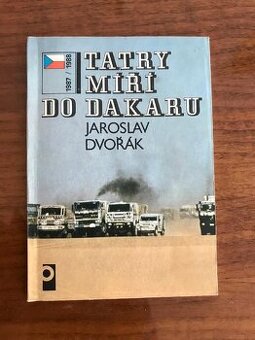 1987 / 1988
TATRY
MÍŘÍ
DO DAKARU
JAROSLAV
DVOŘÁK